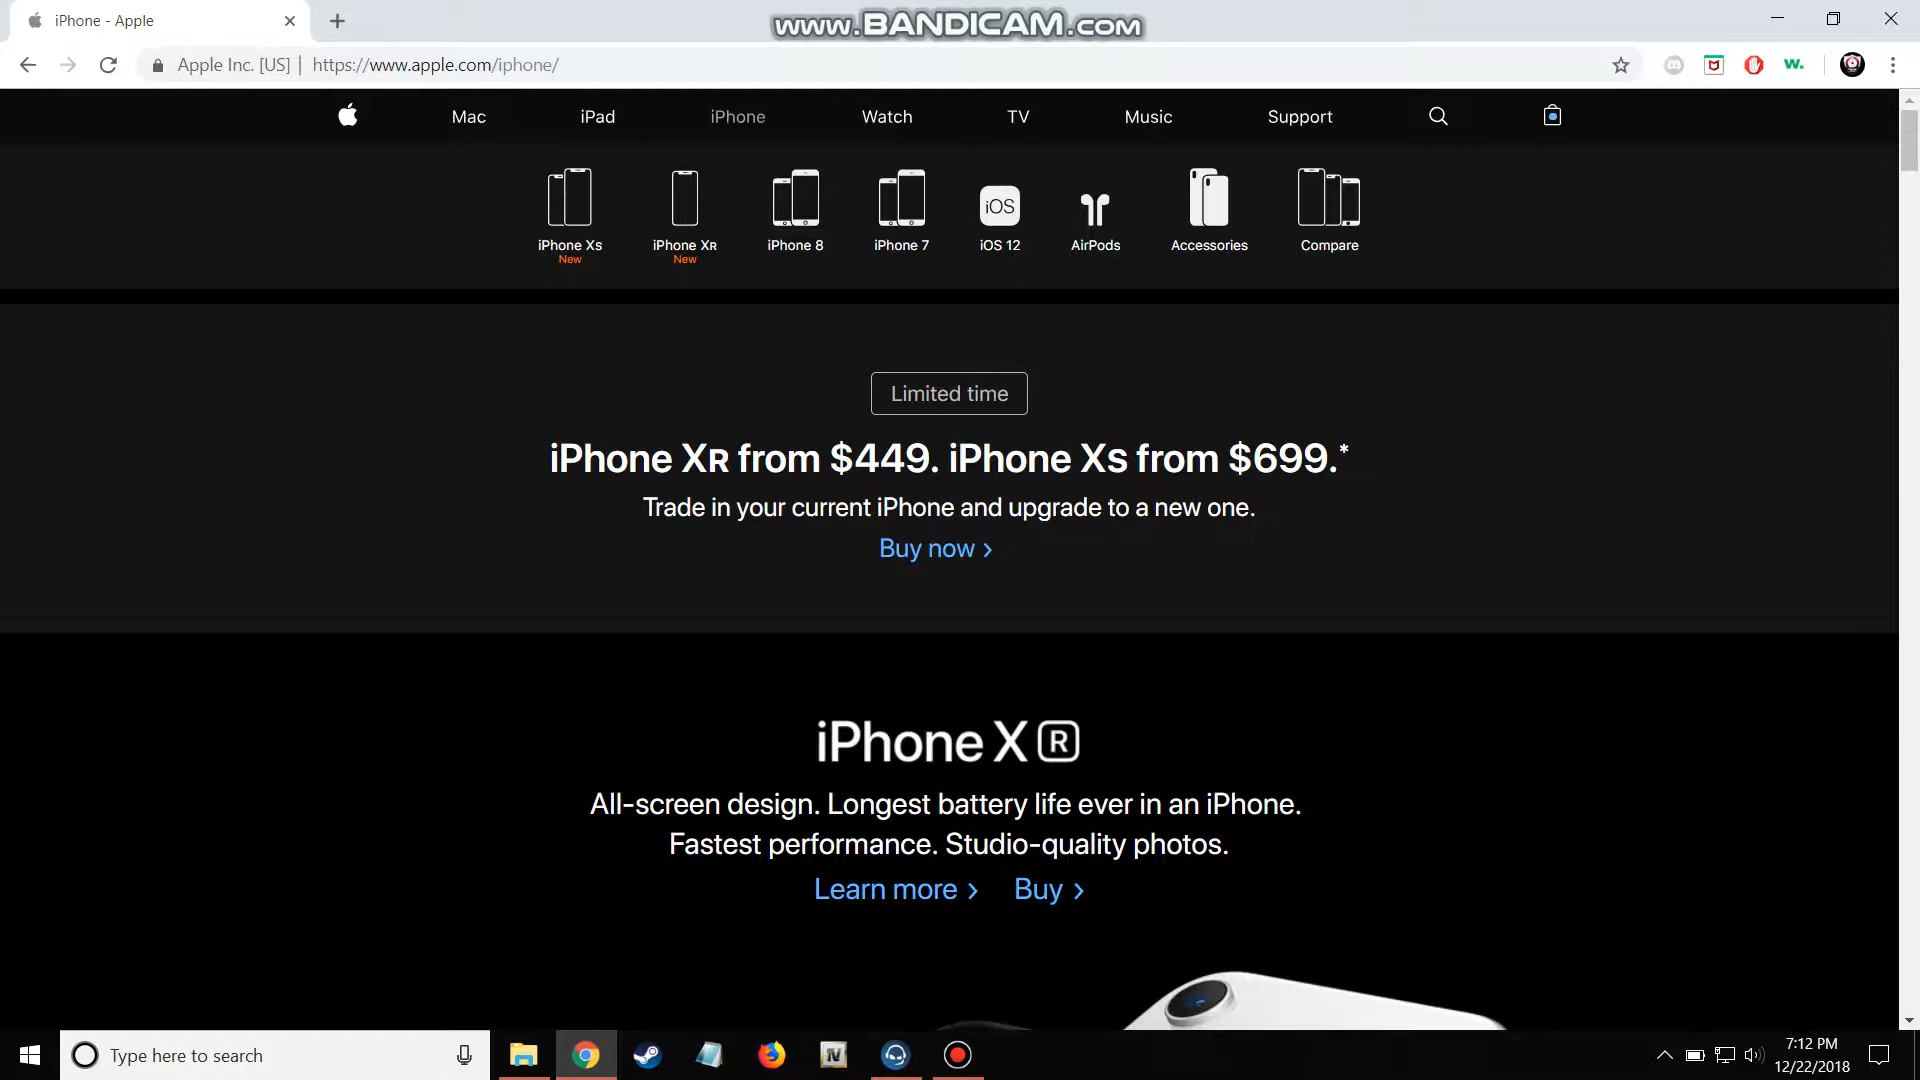 iPhone - Apple
www.BANDICAM.com
Apple Inc. [US] | https://www.apple.com/iphone/
w.
Mac iPad iPhone Watch TV Music Support
iOS
iPhone Xs iPhone XR iPhone 8 iPhone 7 iOS 12 AirPods Accessories Compare
New New
Limited time
iPhone XR from $449. iPhone Xs from $699.*
Trade in your current iPhone and upgrade to a new one.
Buy now >
iPhone X R
All-screen design. Longest battery life ever in an iPhone.
Fastest performance. Studio-quality photos.
Learn more > Buy >
Type here to search
7:12 PM
12/22/2018